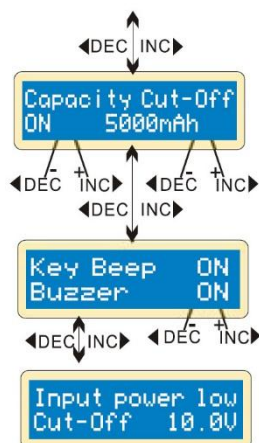 ◀DEC INC▶
Capacity Cut-Off
ON 5000mAh
- + - +
◀DEC INC▶ ◀DEC INC▶
◀DEC INC▶
Key Beep ON
Buzzer ON
- +
◀DEC INC▶ ◀DEC INC▶
Input power low
Cut-Off 10.0V